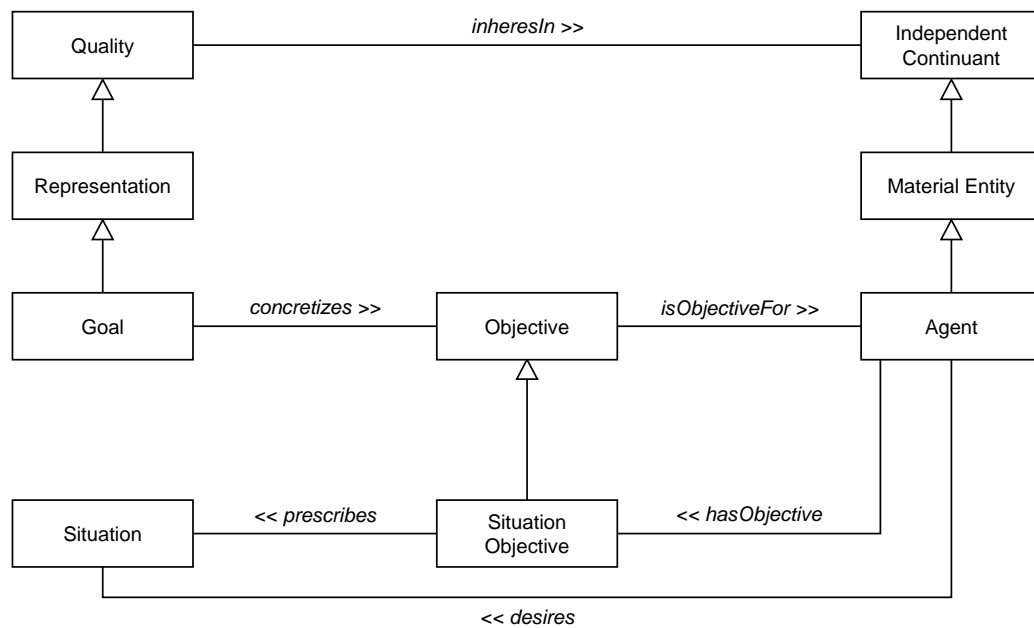 Quality
inheresIn >>
Independent
Continuant
Representation
Material Entity
Goal
concretizes >>
Objective
isObjectiveFor >>
Agent
Situation
<< prescribes
Situation
Objective
<< hasObjective
<< desires